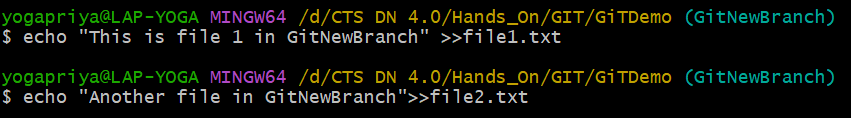 yogapriya@LAP-YOGA MINGW64 /d/CTS DN 4.0/Hands_On/GIT/GiTDemo (GitNewBranch)
$ echo "This is file 1 in GitNewBranch" >>file1.txt
yogapriya@LAP-YOGA MINGW64 /d/CTS DN 4.0/Hands_On/GIT/GiTDemo (GitNewBranch)
$ echo "Another file in GitNewBranch">>file2.txt